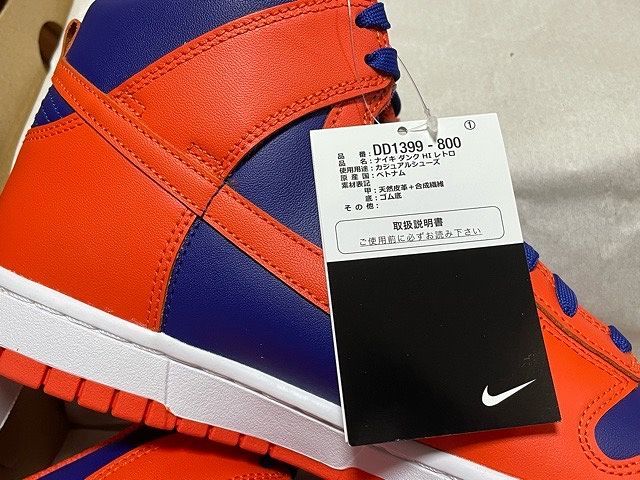 ①
品番: DD1399 - 800
品名: ナイキ ダンク HI レトロ
使用用途: カジュアルシューズ
原産国: ベトナム
素材表記
甲: 天然皮革＋合成繊維
底: ゴム底
その他:
取扱説明書
ご使用前に必ずお読み下さい